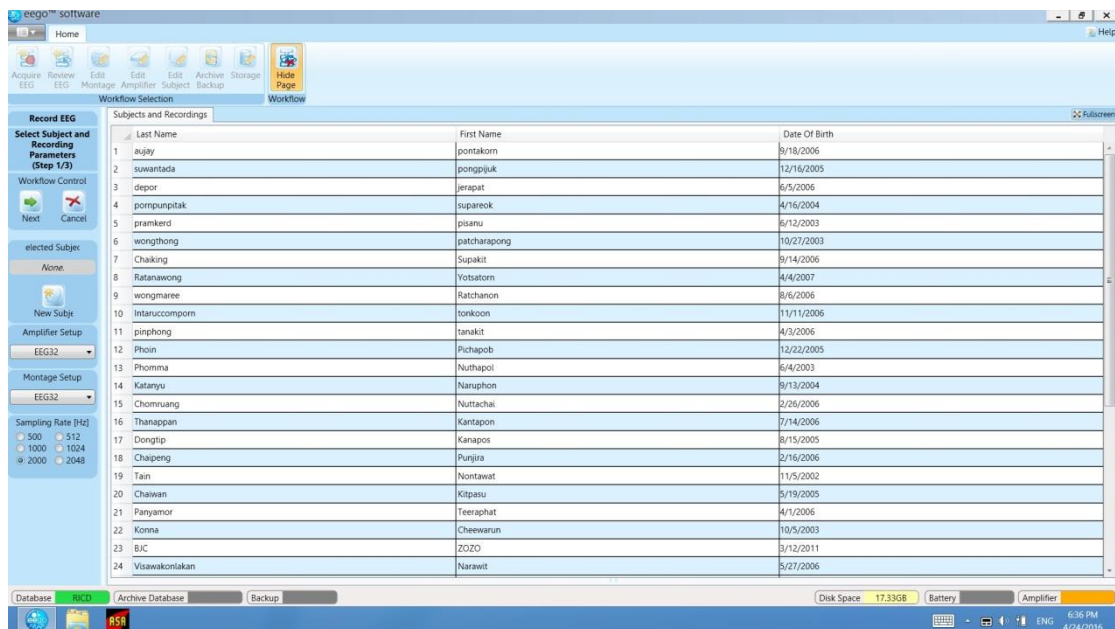 eego™ software
Home
Help
Acquire EEG
Review EEG
Edit Montage
Edit Amplifier
Edit Subject
Archive Backup
Storage
Hide Page
Workflow Selection
Workflow
Record EEG
Select Subject and
Recording
Parameters
(Step 1/3)
Workflow Control
Next Cancel
elected Subjec
None.
New Subje
Amplifier Setup
EEG32
Montage Setup
EEG32
Sampling Rate [Hz]
500 512
1000 1024
2000 2048
Subjects and Recordings
Fullscreen
Last Name First Name Date Of Birth
1 aujay pontakorn 9/18/2006
2 suwantada pongpijuk 12/16/2005
3 depor jerapat 6/5/2006
4 pornpunpitak supareok 4/16/2004
5 pramkerd pisanu 6/12/2003
6 wongthong patcharapong 10/27/2003
7 Chaiking Supakit 9/14/2006
8 Ratanawong Yotsatorn 4/4/2007
9 wongmaree Ratchanon 8/6/2006
10 Intaruccomporn tonkoon 11/11/2006
11 pinphong tanakit 4/3/2006
12 Phoin Pichapob 12/22/2005
13 Phomma Nuthapol 6/4/2003
14 Katanyu Naruphon 9/13/2004
15 Chomruang Nuttachai 2/26/2006
16 Thanappan Kantapon 7/14/2006
17 Dongtip Kanapos 8/15/2005
18 Chaipeng Punjira 2/16/2006
19 Tain Nontawat 11/5/2002
20 Chaiwan Kitpasu 5/19/2005
21 Panyamor Teeraphat 4/1/2006
22 Konna Cheewarun 10/5/2003
23 BJC ZOZO 3/12/2011
24 Visawakonlakan Narawit 5/27/2006
Database RICD Archive Database Backup Disk Space 17.33GB Battery Amplifier
eego ASA ENG 6:36 PM
4/24/2016